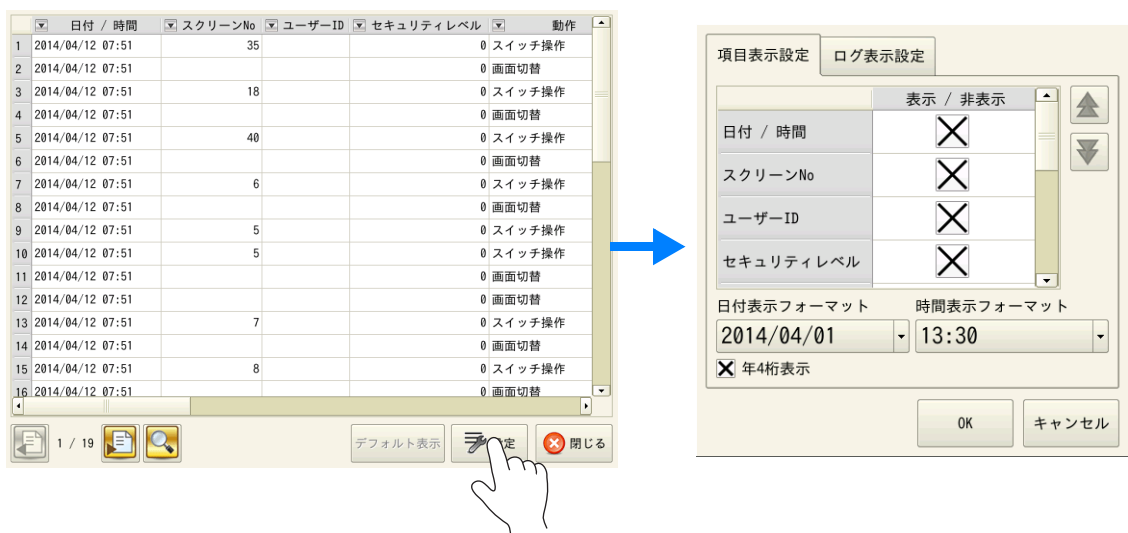 日付 / 時間 スクリーンNo ユーザーID セキュリティレベル 動作
1 2014/04/12 07:51 35 0 スイッチ操作
2 2014/04/12 07:51 0 画面切替
3 2014/04/12 07:51 18 0 スイッチ操作
4 2014/04/12 07:51 0 画面切替
5 2014/04/12 07:51 40 0 スイッチ操作
6 2014/04/12 07:51 0 画面切替
7 2014/04/12 07:51 6 0 スイッチ操作
8 2014/04/12 07:51 0 画面切替
9 2014/04/12 07:51 5 0 スイッチ操作
10 2014/04/12 07:51 5 0 スイッチ操作
11 2014/04/12 07:51 0 画面切替
12 2014/04/12 07:51 0 画面切替
13 2014/04/12 07:51 7 0 スイッチ操作
14 2014/04/12 07:51 0 画面切替
15 2014/04/12 07:51 8 0 スイッチ操作
16 2014/04/12 07:51 0 画面切替
1 / 19 デフォルト表示 定 閉じる
項目表示設定 ログ表示設定
表示 / 非表示
日付 / 時間
スクリーンNo
ユーザーID
セキュリティレベル
日付表示フォーマット 時間表示フォーマット
2014/04/01 13:30
年4桁表示
OK キャンセル